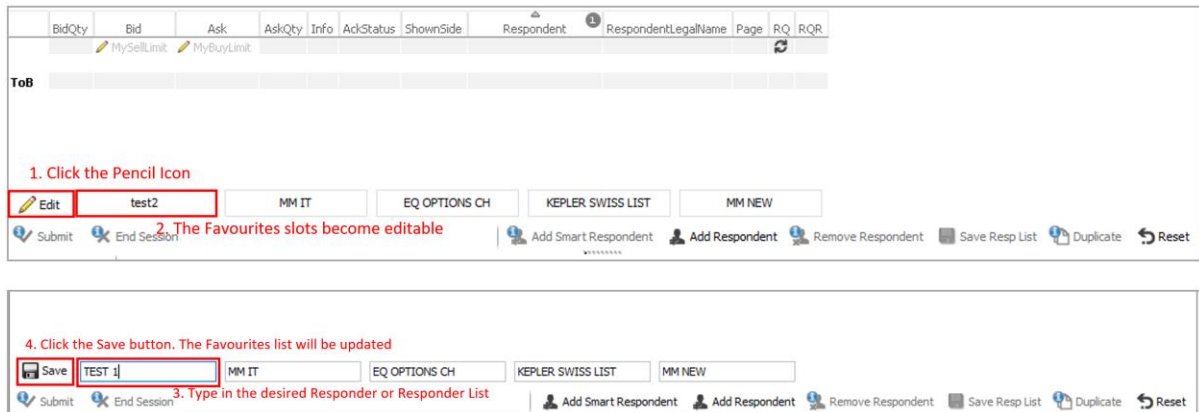 BidQty Bid Ask AskQty Info AckStatus ShownSide Respondent 1 RespondentLegalName Page RQ RQR
MySellLimit MyBuyLimit
ToB
1. Click the Pencil Icon
Edit test2 MM IT EQ OPTIONS CH KEPLER SWISS LIST MM NEW
2. The Favourites slots become editable
Submit End Session Add Smart Respondent Add Respondent Remove Respondent Save Resp List Duplicate Reset
4. Click the Save button. The Favourites list will be updated
Save TEST 1 MM IT EQ OPTIONS CH KEPLER SWISS LIST MM NEW
3. Type in the desired Responder or Responder List
Submit End Session Add Smart Respondent Add Respondent Remove Respondent Save Resp List Duplicate Reset